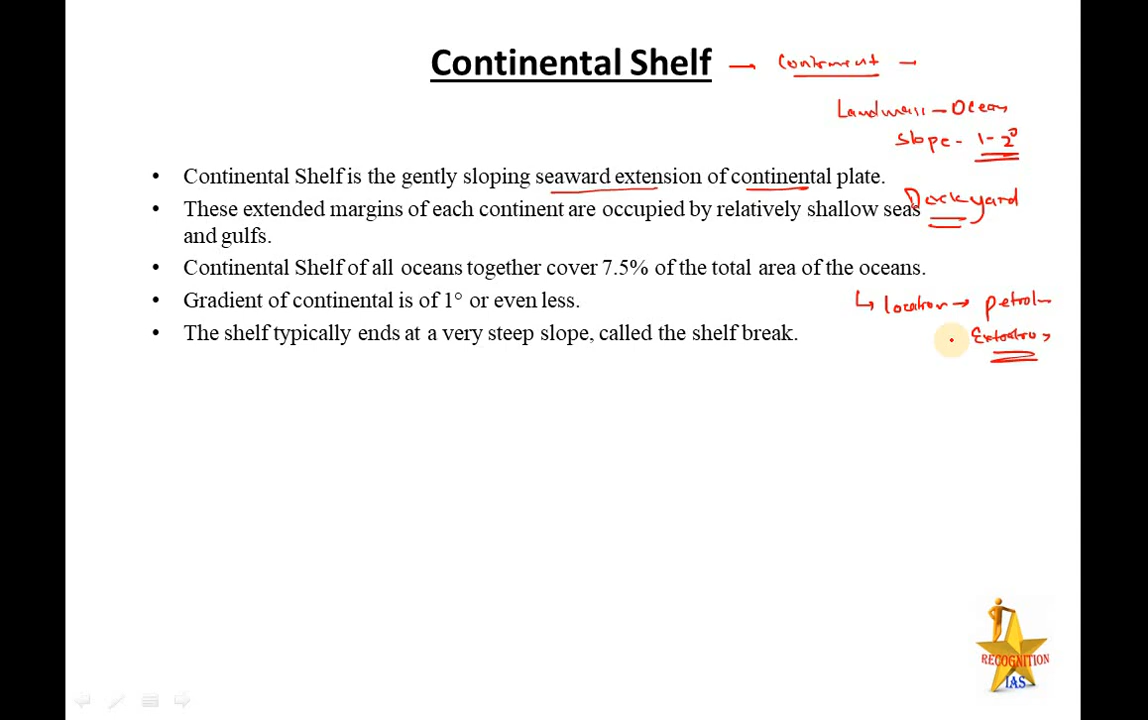 Continental Shelf — Continent —
Landmass – Ocean
Slope - 1-2°
• Continental Shelf is the gently sloping seaward extension of continental plate.
Dockyard
• These extended margins of each continent are occupied by relatively shallow seas
and gulfs.
• Continental Shelf of all oceans together cover 7.5% of the total area of the oceans.
• Gradient of continental is of 1° or even less.
↳ location → petrol
• The shelf typically ends at a very steep slope, called the shelf break.
RECOGNITION
IAS